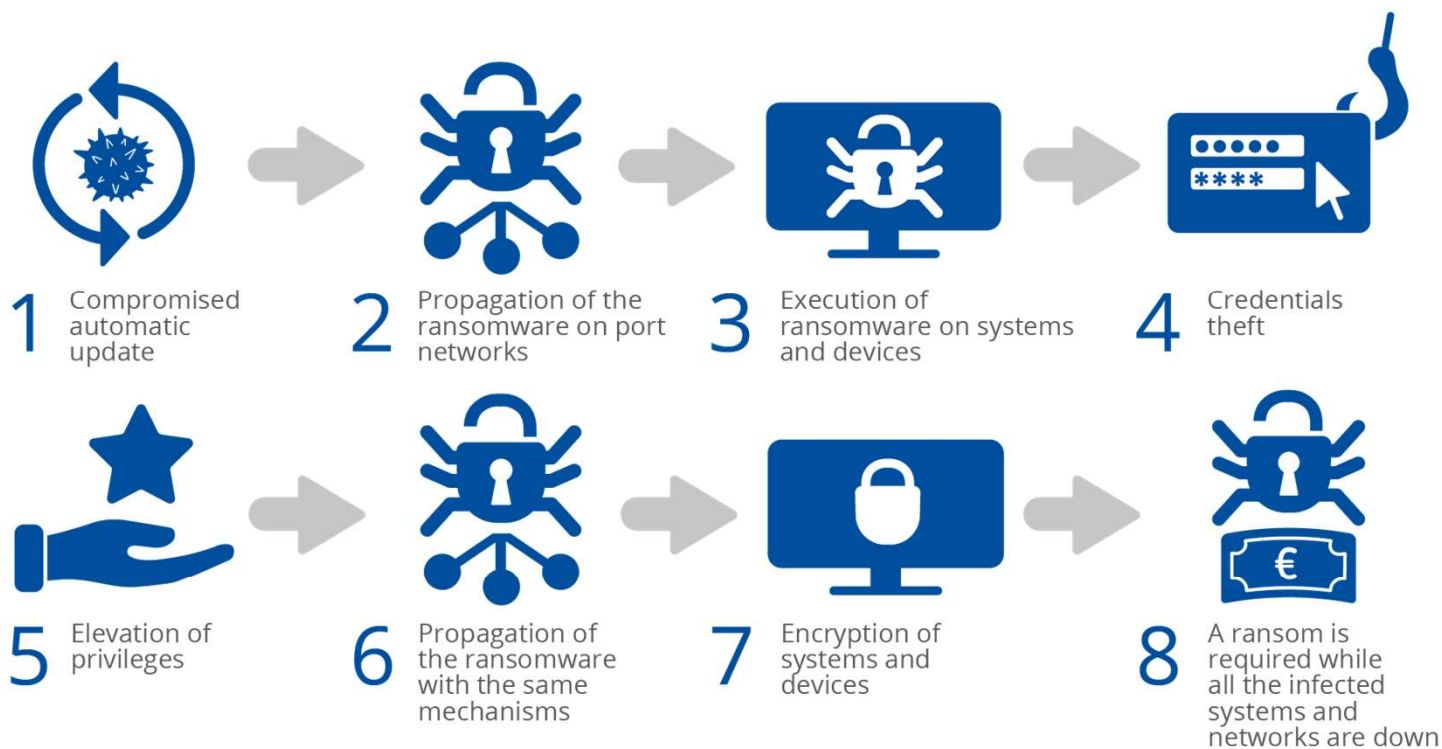 ●●●●●
****
1 Compromised
automatic
update
2 Propagation of the
ransomware on port
networks
3 Execution of
ransomware on systems
and devices
4 Credentials
theft
5 Elevation of
privileges
6 Propagation of
the ransomware
with the same
mechanisms
7 Encryption of
systems and
devices
€
8 A ransom is
required while
all the infected
systems and
networks are down